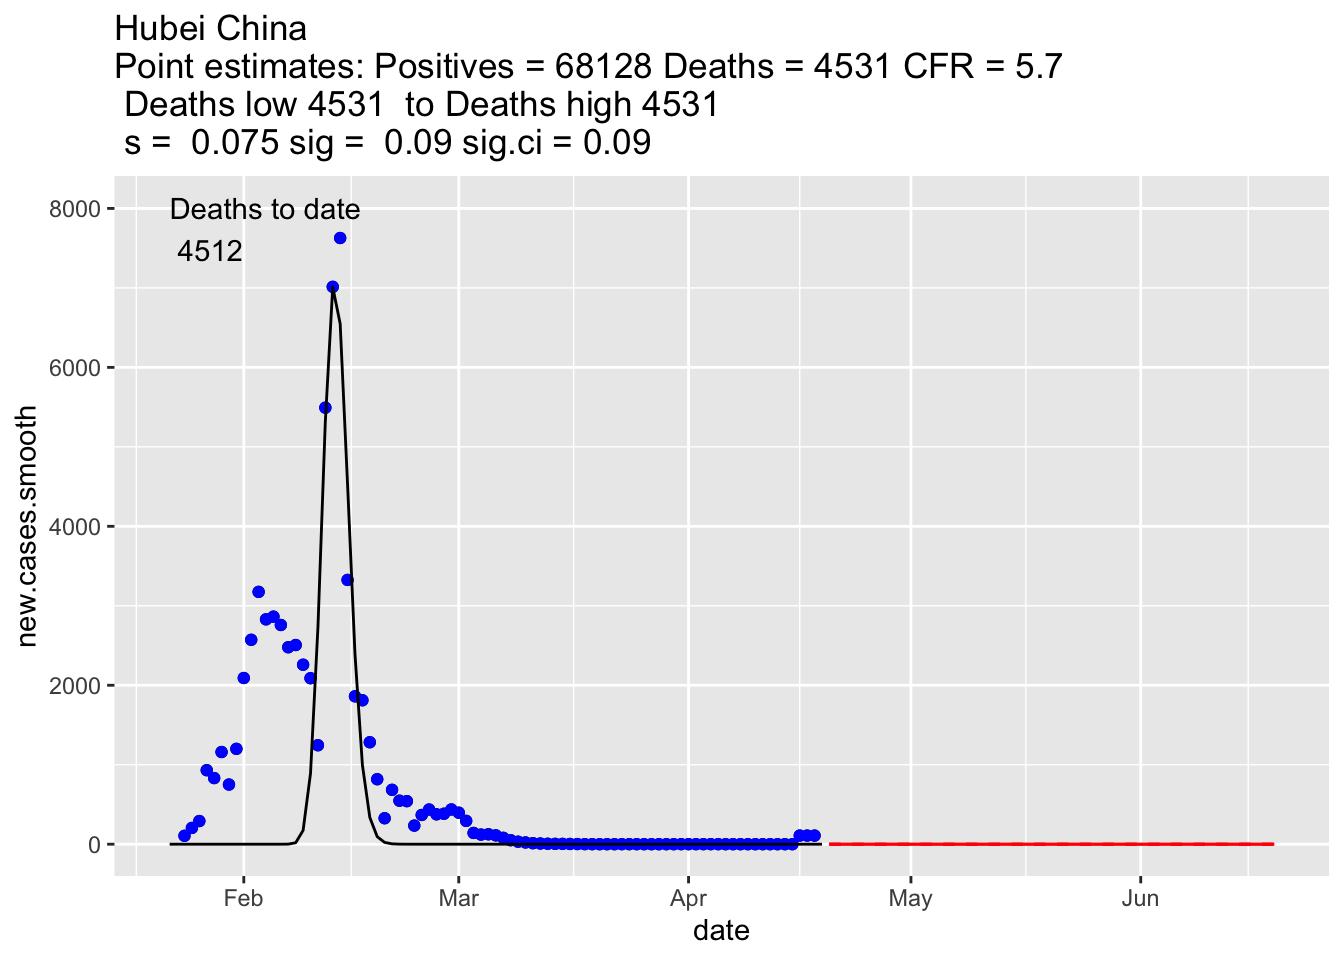 Hubei China
Point estimates: Positives = 68128 Deaths = 4531 CFR = 5.7
Deaths low 4531  to Deaths high 4531
s =  0.075 sig =  0.09 sig.ci = 0.09
8000
Deaths to date
4512
6000
4000
2000
0
new.cases.smooth
Feb
Mar
Apr
May
Jun
date